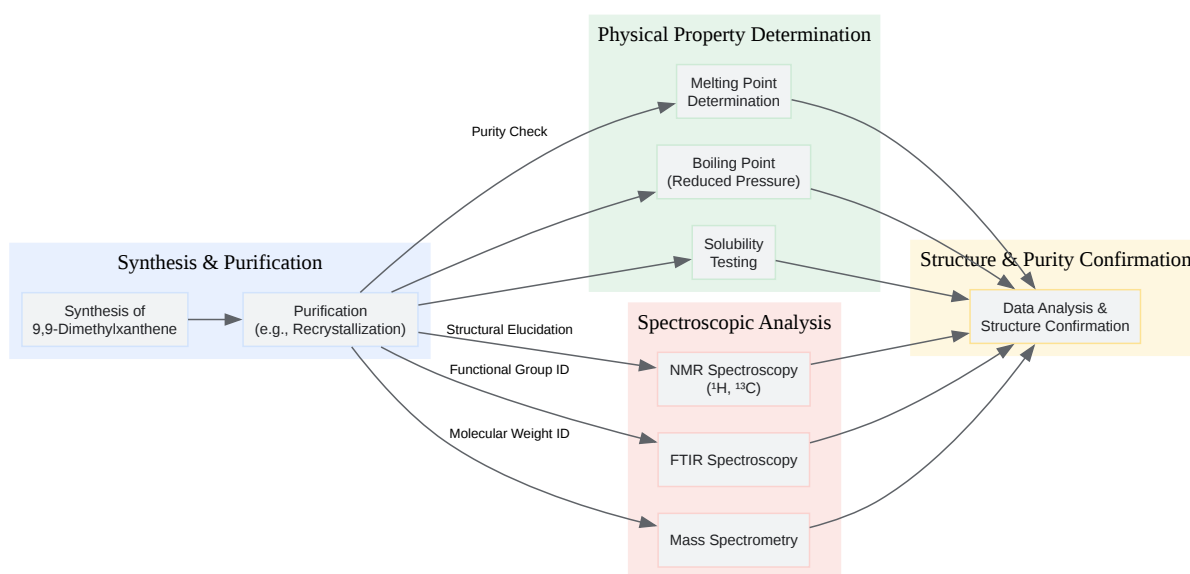 Synthesis & Purification
Synthesis of
9,9-Dimethylxanthene
Purification
(e.g., Recrystallization)
Purity Check
Structural Elucidation
Functional Group ID
Molecular Weight ID
Physical Property Determination
Melting Point
Determination
Boiling Point
(Reduced Pressure)
Solubility
Testing
Spectroscopic Analysis
NMR Spectroscopy
(¹H, ¹³C)
FTIR Spectroscopy
Mass Spectrometry
Structure & Purity Confirmation
Data Analysis &
Structure Confirmation